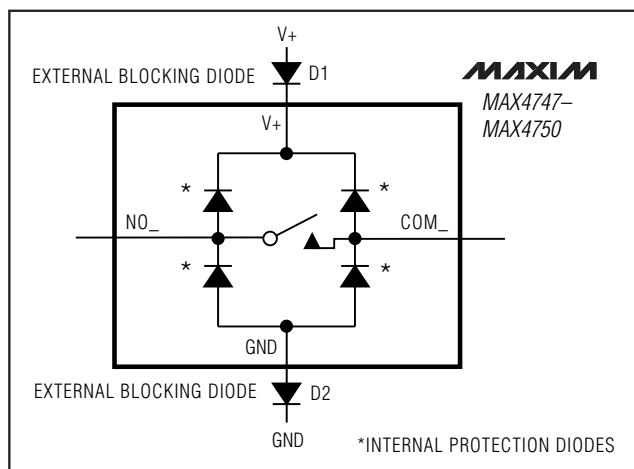 V+
EXTERNAL BLOCKING DIODE D1
MAXIM
MAX4747–
MAX4750
V+
* *
NO_ COM_
* *
GND
EXTERNAL BLOCKING DIODE D2
GND
*INTERNAL PROTECTION DIODES